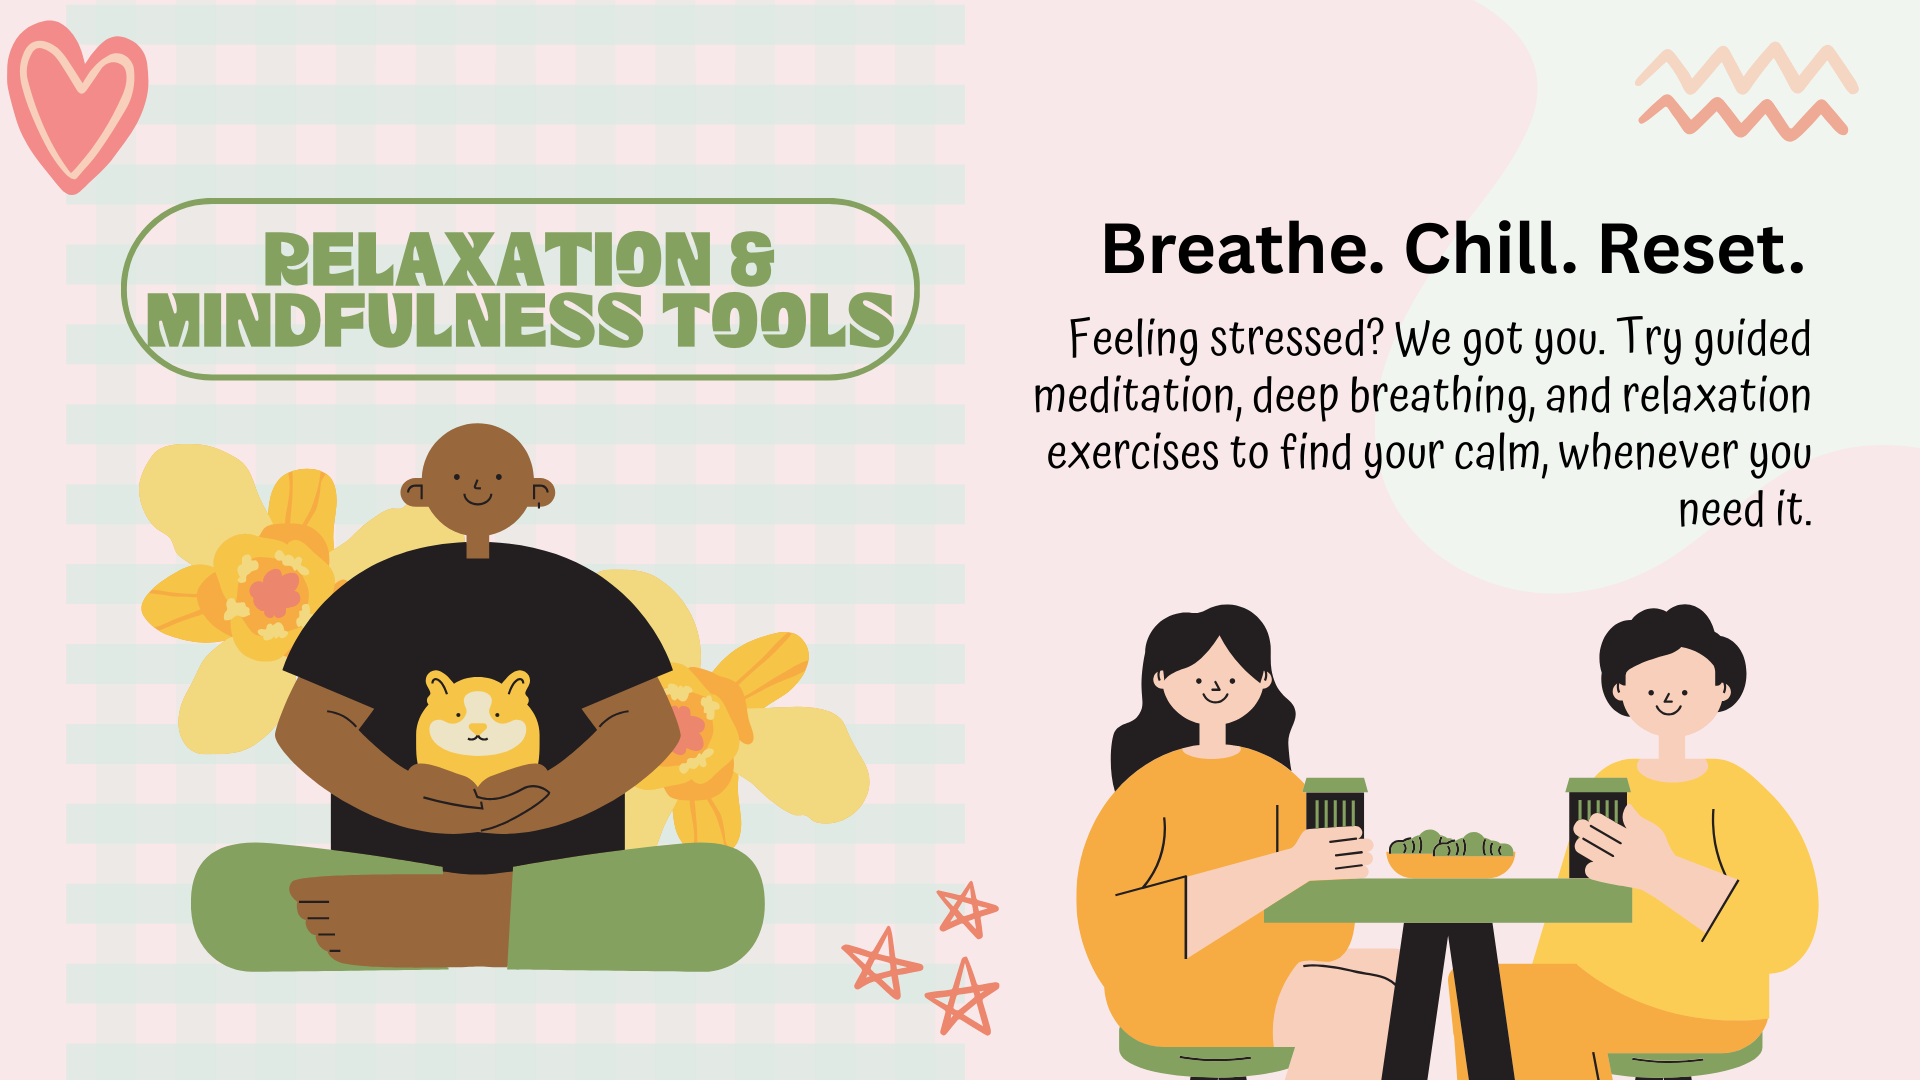 RELAXATION &
MINDFULNESS TOOLS
Breathe. Chill. Reset.
Feeling stressed? We got you. Try guided
meditation, deep breathing, and relaxation
exercises to find your calm, whenever you
need it.